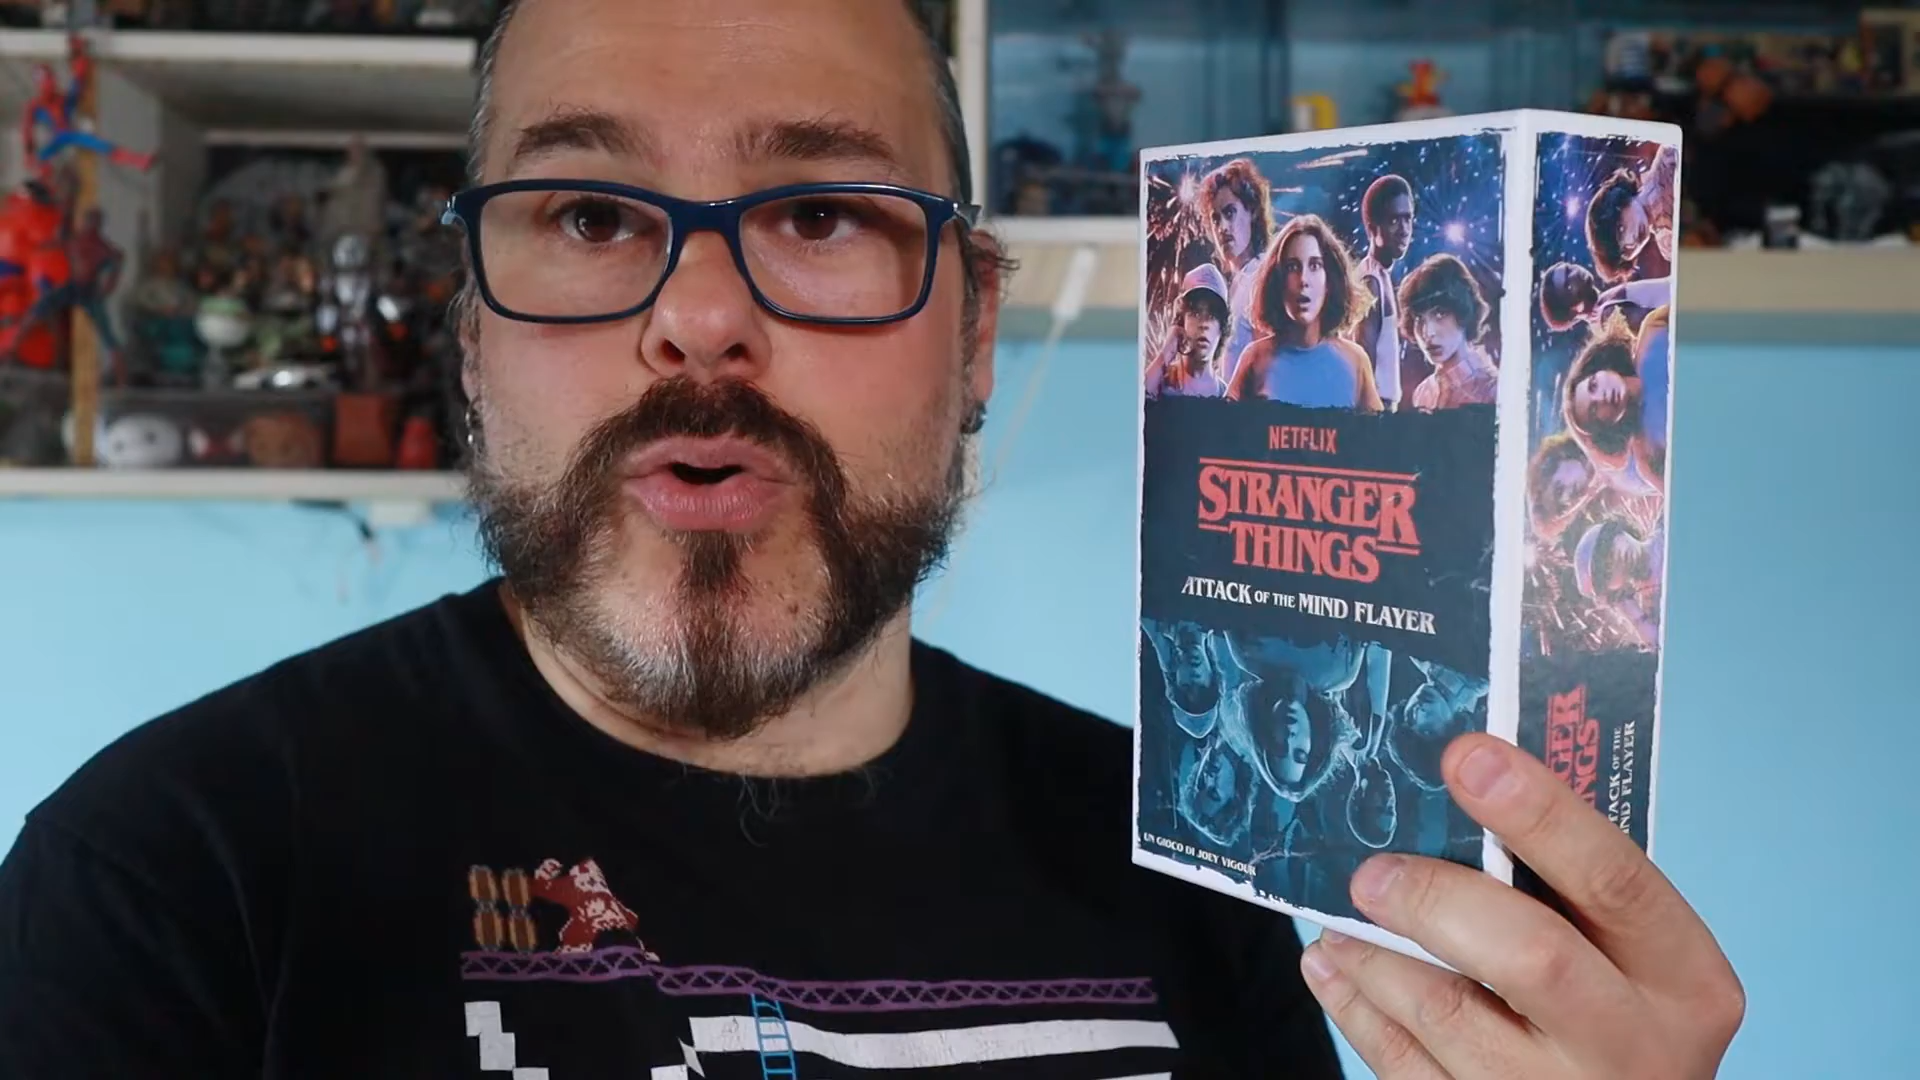 NETFLIX
STRANGER
THINGS
ATTACK OF THE MIND FLAYER
UN GIOCO DI JOEY VIGOUR
ATTACK OF THE
MIND FLAYER